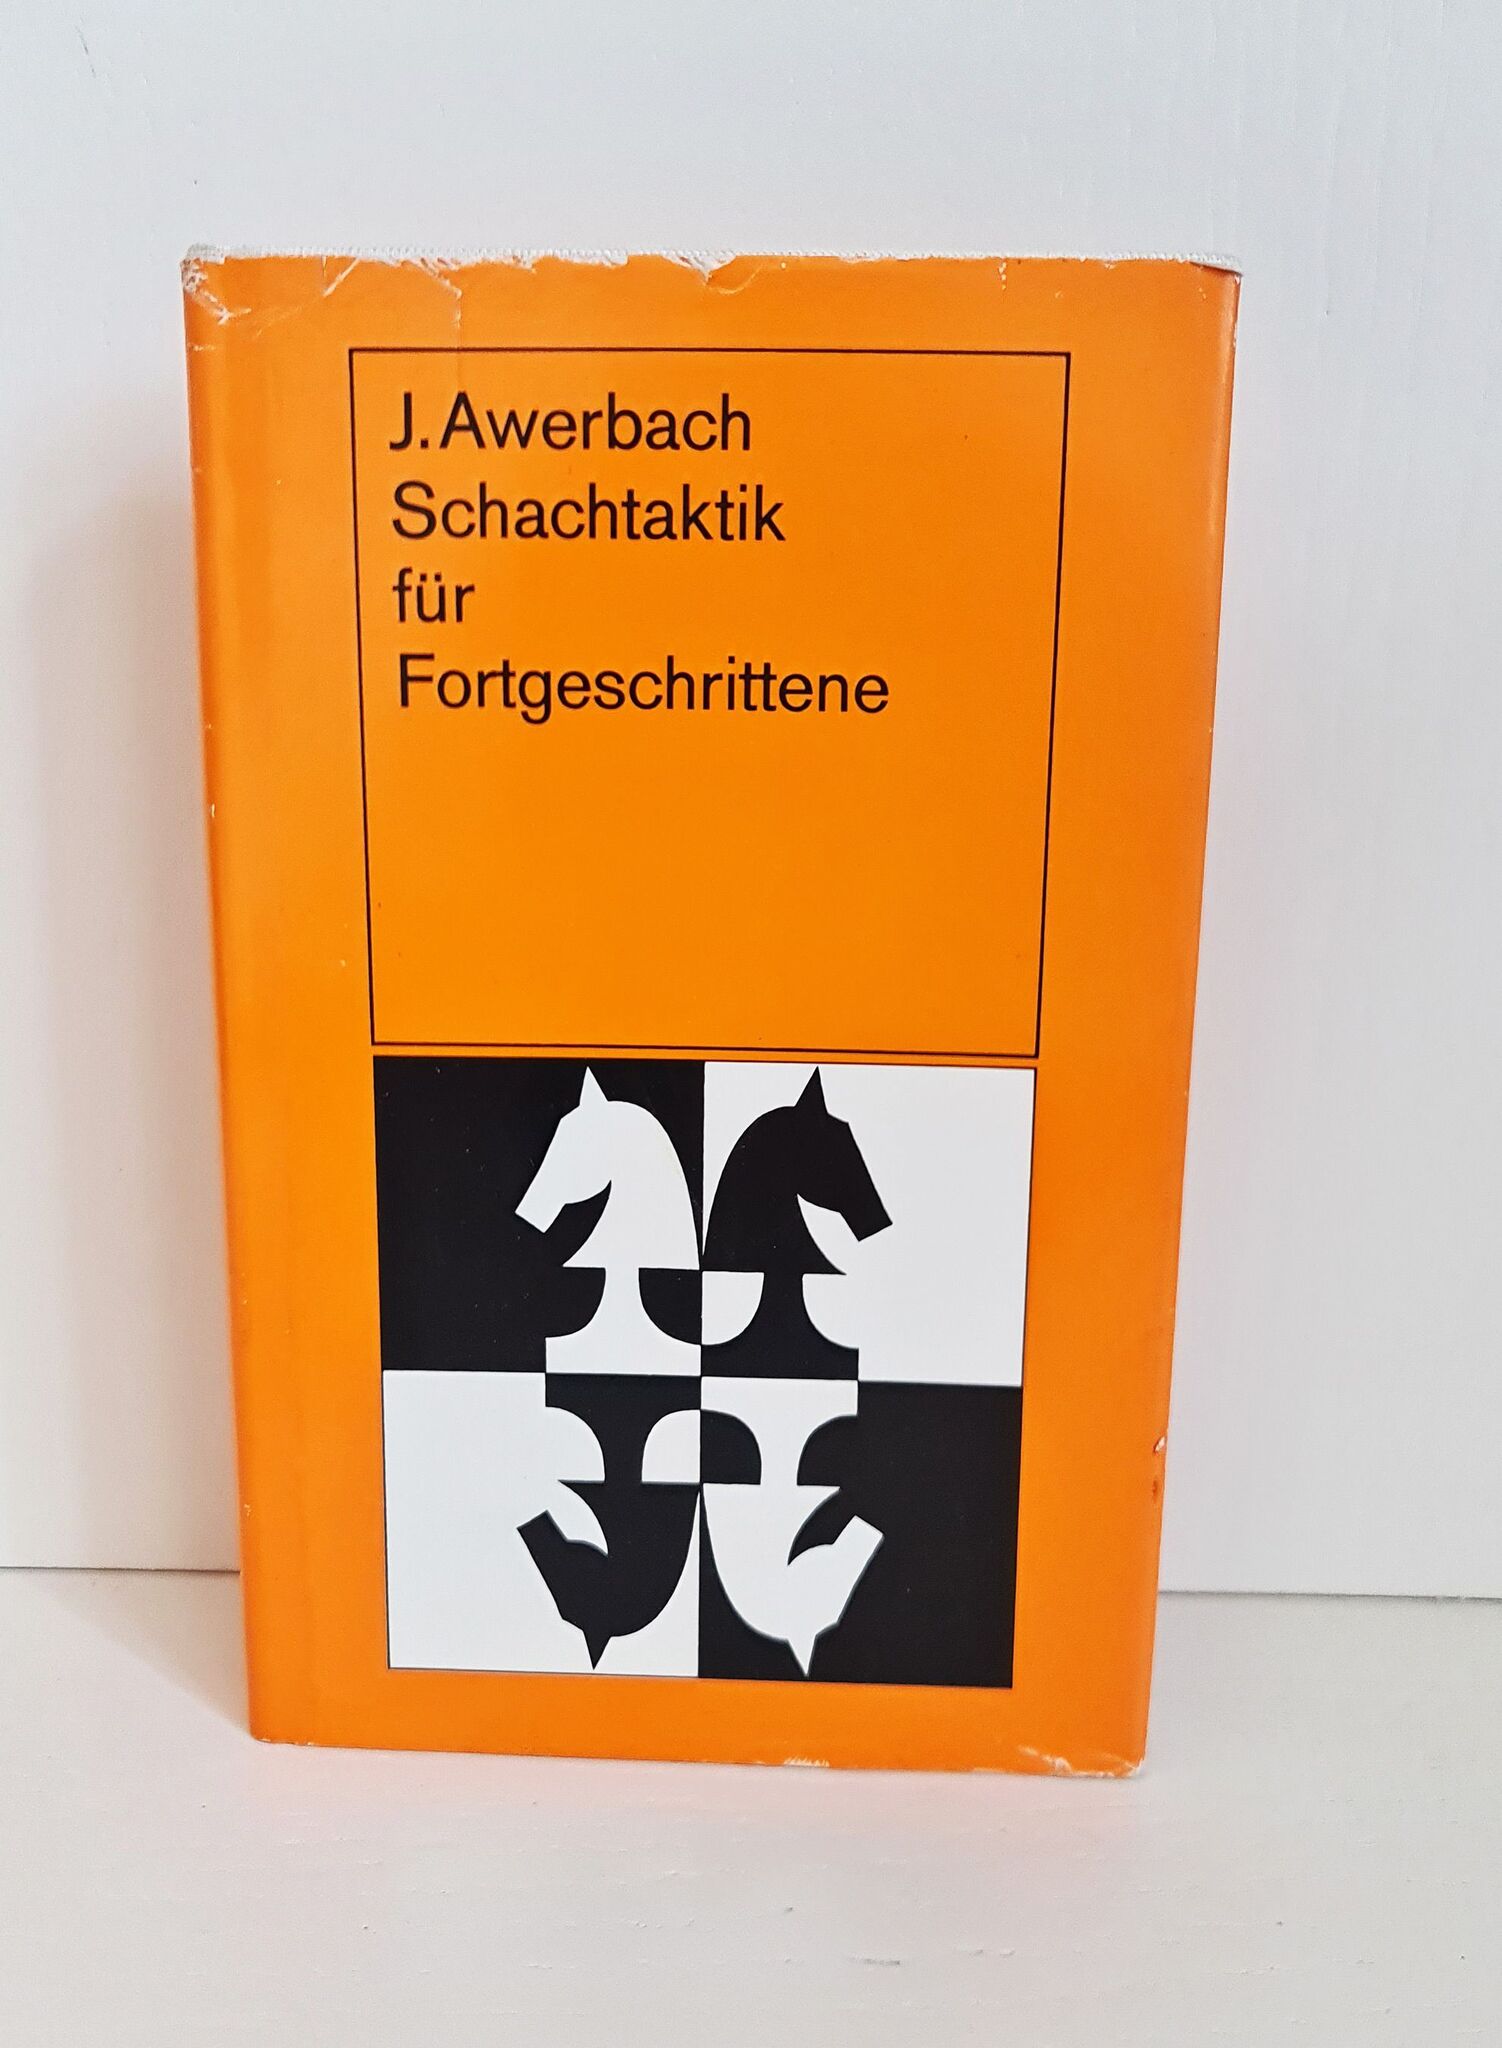 J. Awerbach
Schachtaktik
für
Fortgeschrittene